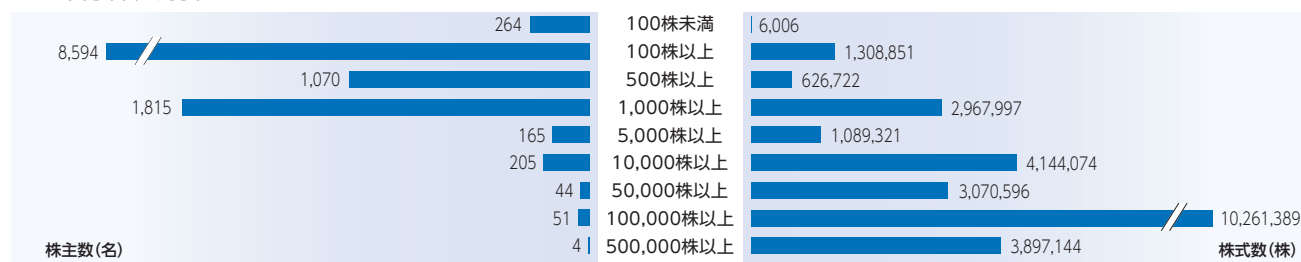 264 100株未満 6,006
8,594 100株以上 1,308,851
1,070 500株以上 626,722
1,815 1,000株以上 2,967,997
165 5,000株以上 1,089,321
205 10,000株以上 4,144,074
44 50,000株以上 3,070,596
51 100,000株以上 10,261,389
4 500,000株以上 3,897,144
株主数(名) 株式数(株)